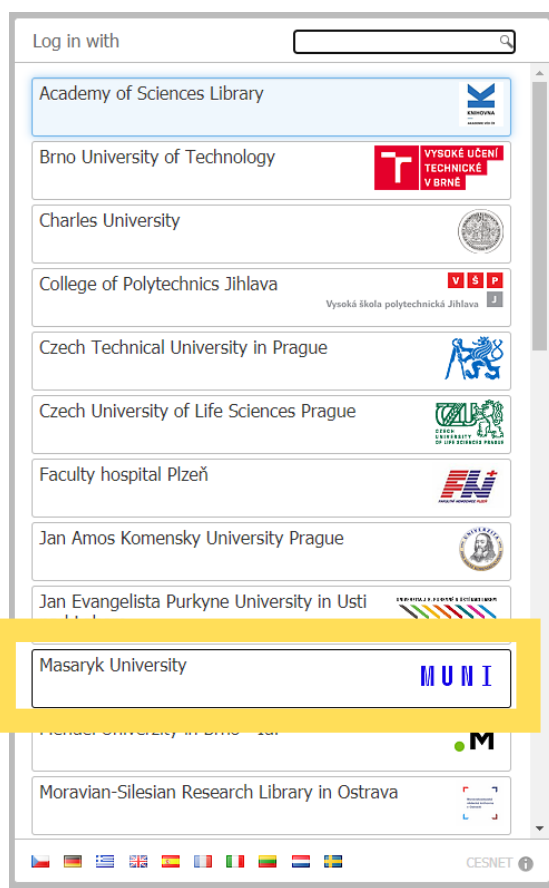 Log in with
Academy of Sciences Library
KNIHOVNA
Brno University of Technology
VYSOKÉ UČENÍ
TECHNICKÉ
V BRNĚ
Charles University
College of Polytechnics Jihlava
V Š P
J
Vysoká škola polytechnická Jihlava
Czech Technical University in Prague
Czech University of Life Sciences Prague
CZECH
UNIVERSITY
OF LIFE SCIENCES PRAGUE
Faculty hospital Plzeň
FN
FAKULTNÍ NEMOCNICE PLZEŇ
Jan Amos Komensky University Prague
Jan Evangelista Purkyne University in Usti
Masaryk University
MUNI
M
Moravian-Silesian Research Library in Ostrava
CESNET